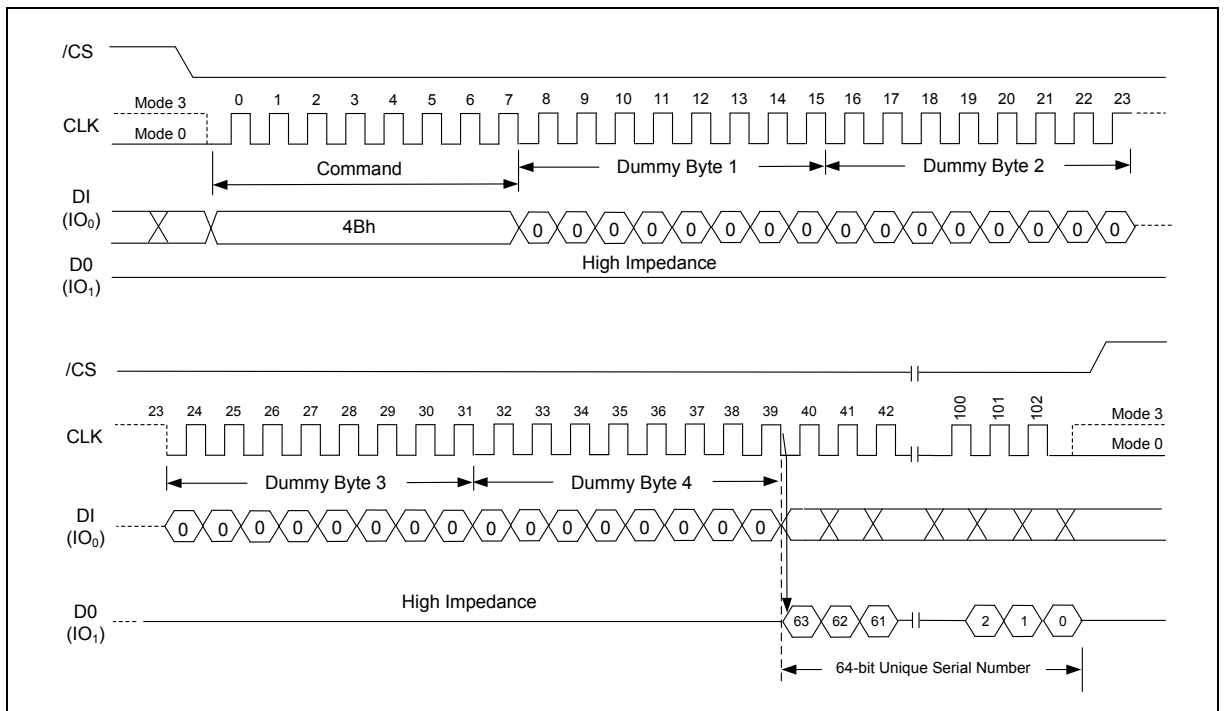 /CS
Mode 3 0 1 2 3 4 5 6 7 8 9 10 11 12 13 14 15 16 17 18 19 20 21 22 23
CLK
Mode 0
Command Dummy Byte 1 Dummy Byte 2
DI
(IO₀)
4Bh 0 0 0 0 0 0 0 0 0 0 0 0 0 0 0 0
D0
(IO₁)
High Impedance
/CS
23 24 25 26 27 28 29 30 31 32 33 34 35 36 37 38 39 40 41 42 100 101 102 Mode 3
CLK
Mode 0
Dummy Byte 3 Dummy Byte 4
DI
(IO₀)
0 0 0 0 0 0 0 0 0 0 0 0 0 0 0 0
D0
(IO₁)
High Impedance
63 62 61 2 1 0
64-bit Unique Serial Number